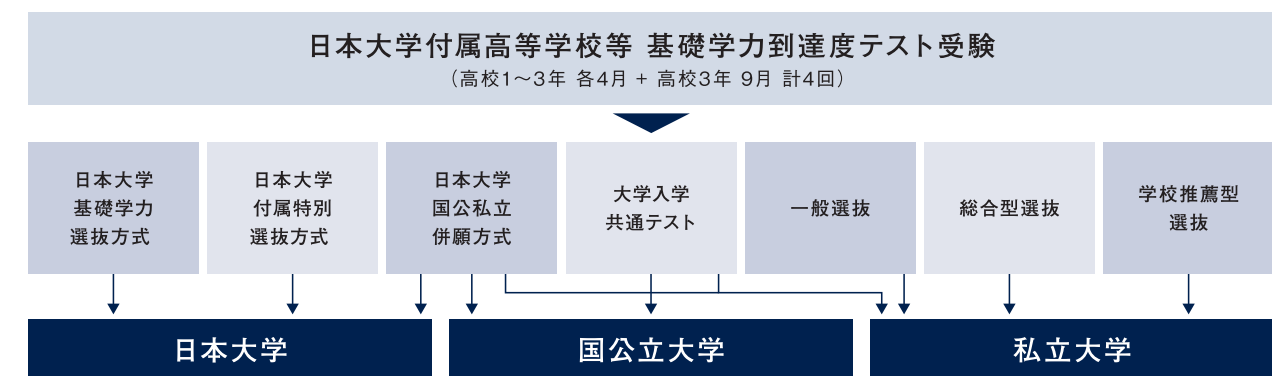 日本大学付属高等学校等 基礎学力到達度テスト受験
（高校1～3年 各4月 + 高校3年 9月 計4回）
日本大学
基礎学力
選抜方式
日本大学
付属特別
選抜方式
日本大学
国公私立
併願方式
大学入学
共通テスト
一般選抜
総合型選抜
学校推薦型
選抜
日本大学
国公立大学
私立大学